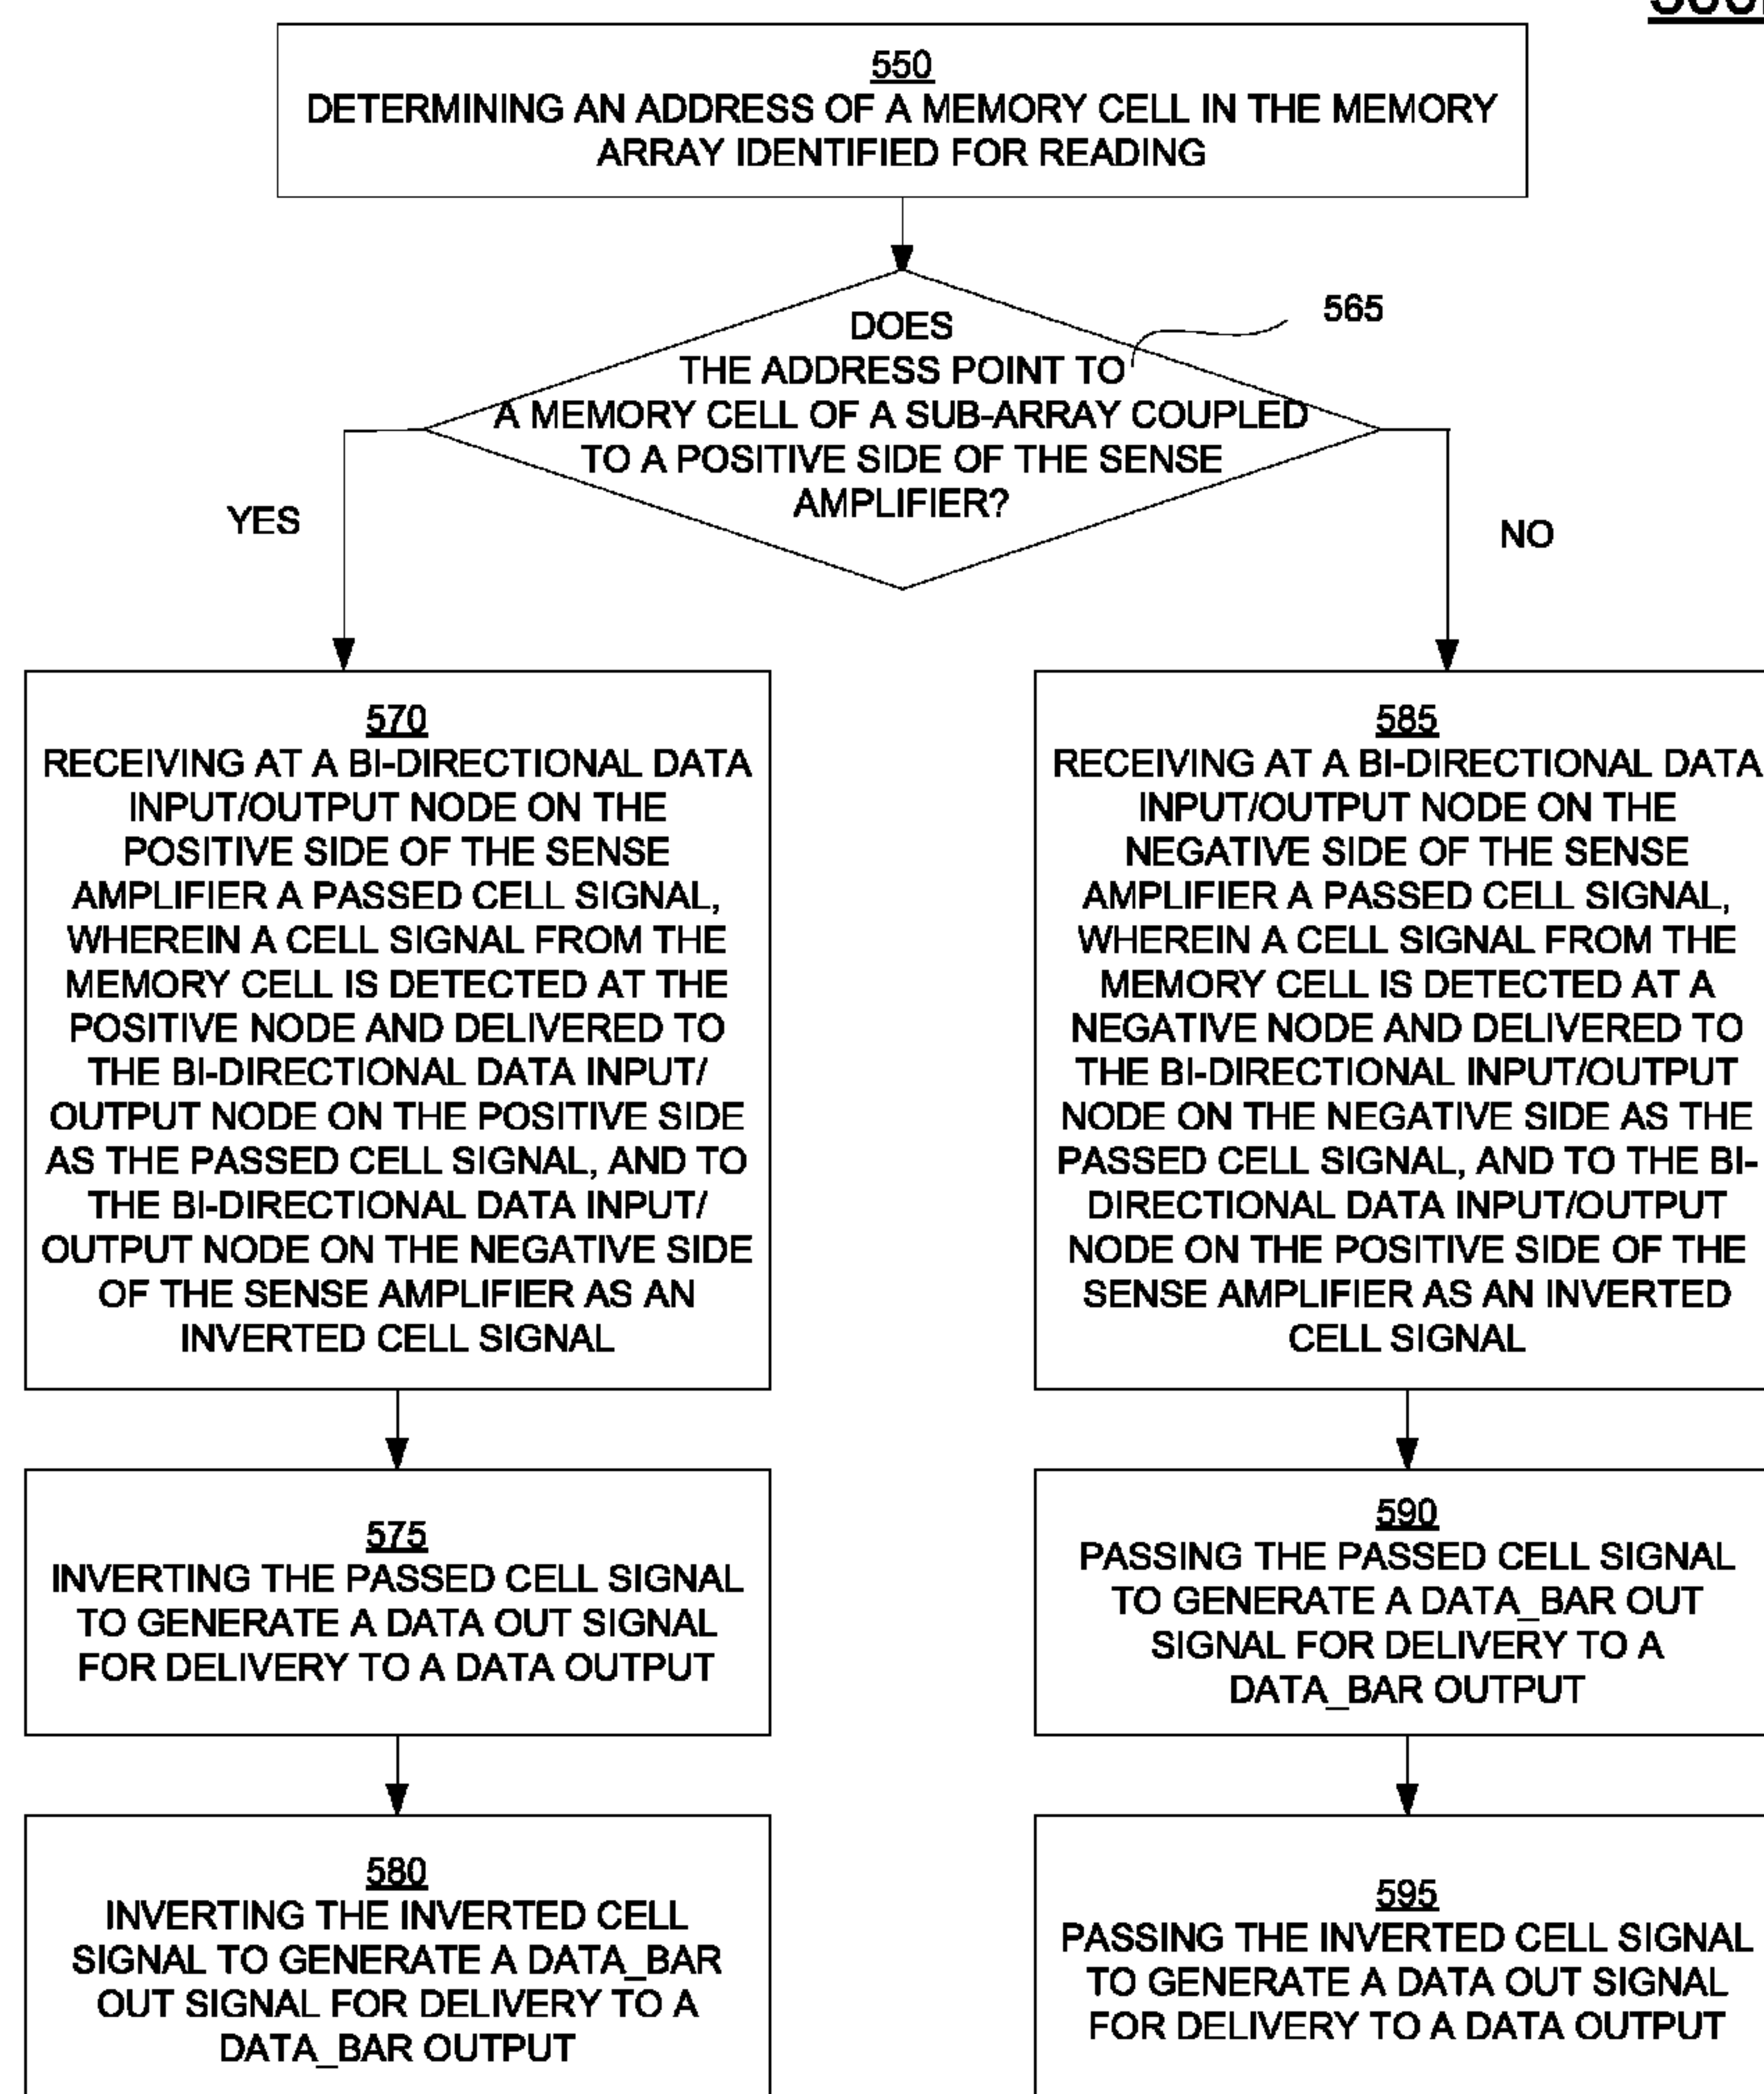 550
DETERMINING AN ADDRESS OF A MEMORY CELL IN THE MEMORY
ARRAY IDENTIFIED FOR READING
565
DOES
THE ADDRESS POINT TO
A MEMORY CELL OF A SUB-ARRAY COUPLED
TO A POSITIVE SIDE OF THE SENSE
AMPLIFIER?
YES
NO
570
RECEIVING AT A BI-DIRECTIONAL DATA
INPUT/OUTPUT NODE ON THE
POSITIVE SIDE OF THE SENSE
AMPLIFIER A PASSED CELL SIGNAL,
WHEREIN A CELL SIGNAL FROM THE
MEMORY CELL IS DETECTED AT THE
POSITIVE NODE AND DELIVERED TO
THE BI-DIRECTIONAL DATA INPUT/
OUTPUT NODE ON THE POSITIVE SIDE
AS THE PASSED CELL SIGNAL, AND TO
THE BI-DIRECTIONAL DATA INPUT/
OUTPUT NODE ON THE NEGATIVE SIDE
OF THE SENSE AMPLIFIER AS AN
INVERTED CELL SIGNAL
575
INVERTING THE PASSED CELL SIGNAL
TO GENERATE A DATA OUT SIGNAL
FOR DELIVERY TO A DATA OUTPUT
580
INVERTING THE INVERTED CELL
SIGNAL TO GENERATE A DATA_BAR
OUT SIGNAL FOR DELIVERY TO A
DATA_BAR OUTPUT
585
RECEIVING AT A BI-DIRECTIONAL DATA
INPUT/OUTPUT NODE ON THE
NEGATIVE SIDE OF THE SENSE
AMPLIFIER A PASSED CELL SIGNAL,
WHEREIN A CELL SIGNAL FROM THE
MEMORY CELL IS DETECTED AT A
NEGATIVE NODE AND DELIVERED TO
THE BI-DIRECTIONAL INPUT/OUTPUT
NODE ON THE NEGATIVE SIDE AS THE
PASSED CELL SIGNAL, AND TO THE BI-
DIRECTIONAL DATA INPUT/OUTPUT
NODE ON THE POSITIVE SIDE OF THE
SENSE AMPLIFIER AS AN INVERTED
CELL SIGNAL
590
PASSING THE PASSED CELL SIGNAL
TO GENERATE A DATA_BAR OUT
SIGNAL FOR DELIVERY TO A
DATA_BAR OUTPUT
595
PASSING THE INVERTED CELL SIGNAL
TO GENERATE A DATA OUT SIGNAL
FOR DELIVERY TO A DATA OUTPUT